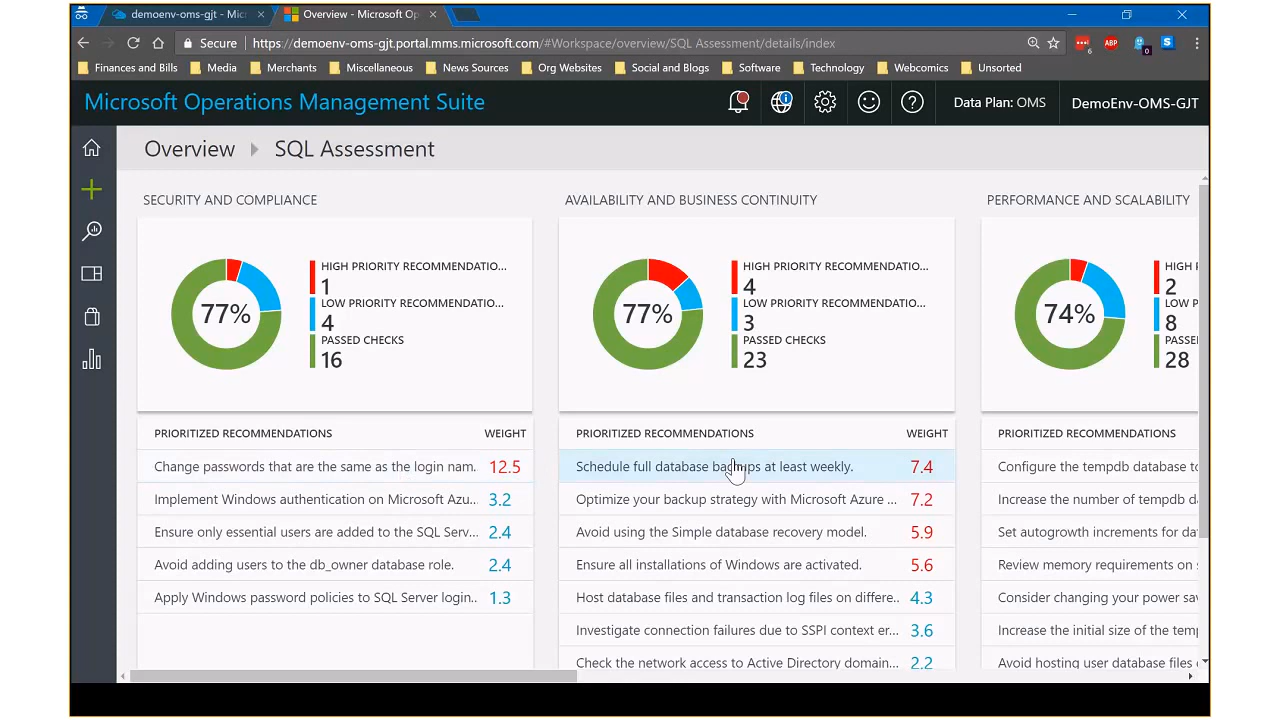 demoenv-oms-gjt - Mic
Overview - Microsoft Op
Secure
https://demoenv-oms-gjt.portal.mms.microsoft.com/#Workspace/overview/SQL Assessment/details/index
6
ABP
0
S
Finances and Bills
Media
Merchants
Miscellaneous
News Sources
Org Websites
Social and Blogs
Software
Technology
Webcomics
Unsorted
Microsoft Operations Management Suite
Data Plan: OMS
DemoEnv-OMS-GJT
Overview
SQL Assessment
SECURITY AND COMPLIANCE
77%
HIGH PRIORITY RECOMMENDATIO...
1
LOW PRIORITY RECOMMENDATIO...
4
PASSED CHECKS
16
PRIORITIZED RECOMMENDATIONS WEIGHT
Change passwords that are the same as the login nam. 12.5
Implement Windows authentication on Microsoft Azu... 3.2
Ensure only essential users are added to the SQL Serv... 2.4
Avoid adding users to the db_owner database role. 2.4
Apply Windows password policies to SQL Server login.. 1.3
AVAILABILITY AND BUSINESS CONTINUITY
77%
HIGH PRIORITY RECOMMENDATIO...
4
LOW PRIORITY RECOMMENDATIO...
3
PASSED CHECKS
23
PRIORITIZED RECOMMENDATIONS WEIGHT
Schedule full database backups at least weekly. 7.4
Optimize your backup strategy with Microsoft Azure ... 7.2
Avoid using the Simple database recovery model. 5.9
Ensure all installations of Windows are activated. 5.6
Host database files and transaction log files on differe.. 4.3
Investigate connection failures due to SSPI context er... 3.6
Check the network access to Active Directory domain... 2.2
PERFORMANCE AND SCALABILITY
74%
HIGH
2
LOW P
8
PASSED
28
PRIORITIZED RECOMMENDATIONS
Configure the tempdb database to
Increase the number of tempdb da
Set autogrowth increments for da
Review memory requirements on s
Consider changing your power sav
Increase the initial size of the temp
Avoid hosting user database files